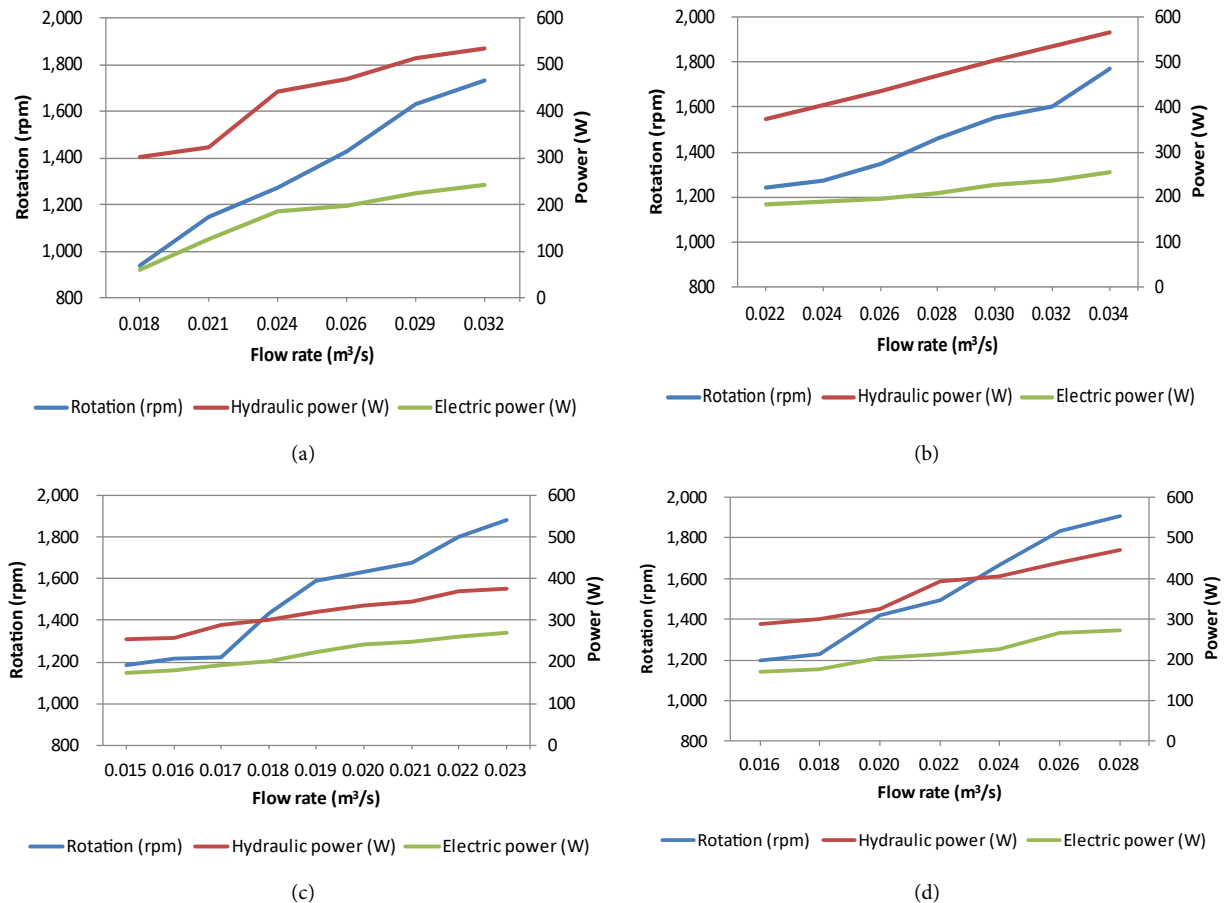 2,000
1,800
1,600
1,400
1,200
1,000
800
Rotation (rpm)
600
500
400
300
200
100
0
Power (W)
0.018 0.021 0.024 0.026 0.029 0.032
Flow rate (m³/s)
Rotation (rpm) Hydraulic power (W) Electric power (W)
(a)
2,000
1,800
1,600
1,400
1,200
1,000
800
Rotation (rpm)
600
500
400
300
200
100
0
Power (W)
0.022 0.024 0.026 0.028 0.030 0.032 0.034
Flow rate (m³/s)
Rotation (rpm) Hydraulic power (W) Electric power (W)
(b)
2,000
1,800
1,600
1,400
1,200
1,000
800
Rotation (rpm)
600
500
400
300
200
100
0
Power (W)
0.015 0.016 0.017 0.018 0.019 0.020 0.021 0.022 0.023
Flow rate (m³/s)
Rotation (rpm) Hydraulic power (W) Electric power (W)
(c)
2,000
1,800
1,600
1,400
1,200
1,000
800
Rotation (rpm)
600
500
400
300
200
100
0
Power (W)
0.016 0.018 0.020 0.022 0.024 0.026 0.028
Flow rate (m³/s)
Rotation (rpm) Hydraulic power (W) Electric power (W)
(d)